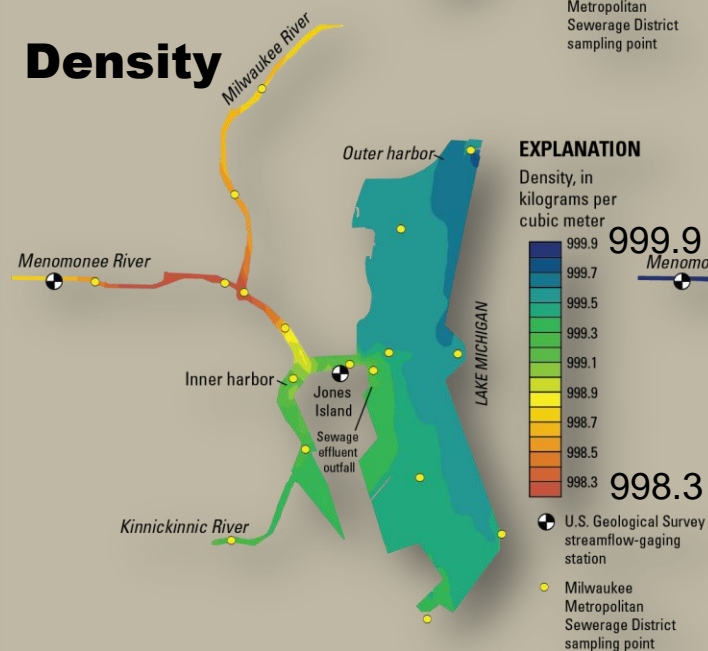 Metropolitan
Sewerage District
sampling point
Density
Milwaukee River
Outer harbor
EXPLANATION
Density, in
kilograms per
cubic meter
999.9
999.9
999.7
999.5
999.3
999.1
998.9
998.7
998.5
998.3
998.3
Menomonee River
Menomo
LAKE MICHIGAN
Inner harbor
Jones
Island
Sewage
effluent
outfall
Kinnickinnic River
U.S. Geological Survey
streamflow-gaging
station
Milwaukee
Metropolitan
Sewerage District
sampling point